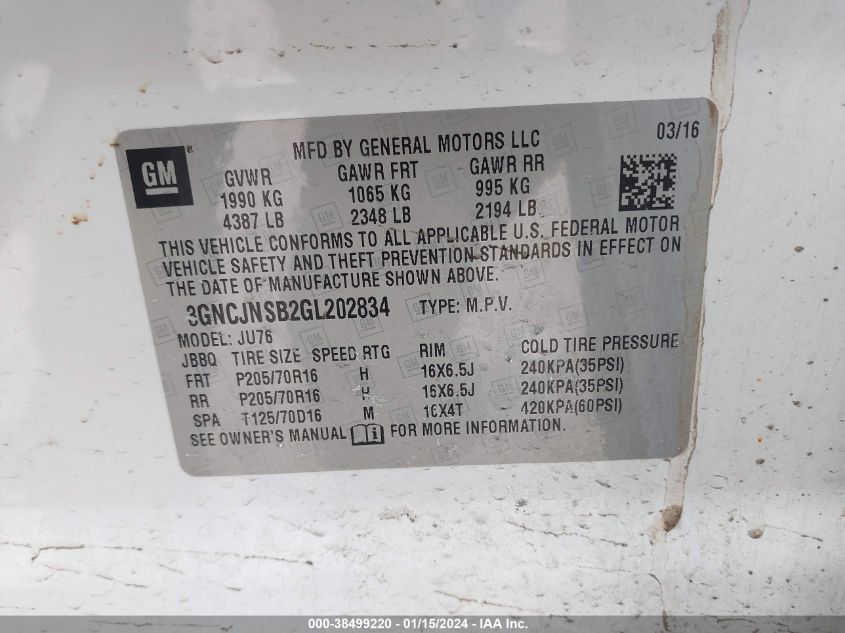 GM
®
MFD BY GENERAL MOTORS LLC
03/16
GVWR GAWR FRT GAWR RR
1990 KG 1065 KG 995 KG
4387 LB 2348 LB 2194 LB
THIS VEHICLE CONFORMS TO ALL APPLICABLE U.S. FEDERAL MOTOR
VEHICLE SAFETY AND THEFT PREVENTION STANDARDS IN EFFECT ON
THE DATE OF MANUFACTURE SHOWN ABOVE.
3GNCJNSB2GL202834 TYPE: M.P.V.
MODEL: JU76
JBBQ TIRE SIZE SPEED RTG RIM COLD TIRE PRESSURE
FRT P205/70R16 H 16X6.5J 240KPA(35PSI)
RR P205/70R16 H 16X6.5J 240KPA(35PSI)
SPA T125/70D16 M 16X4T 420KPA(60PSI)
SEE OWNER'S MANUAL FOR MORE INFORMATION.
000-38499220 - 01/15/2024 - IAA Inc.